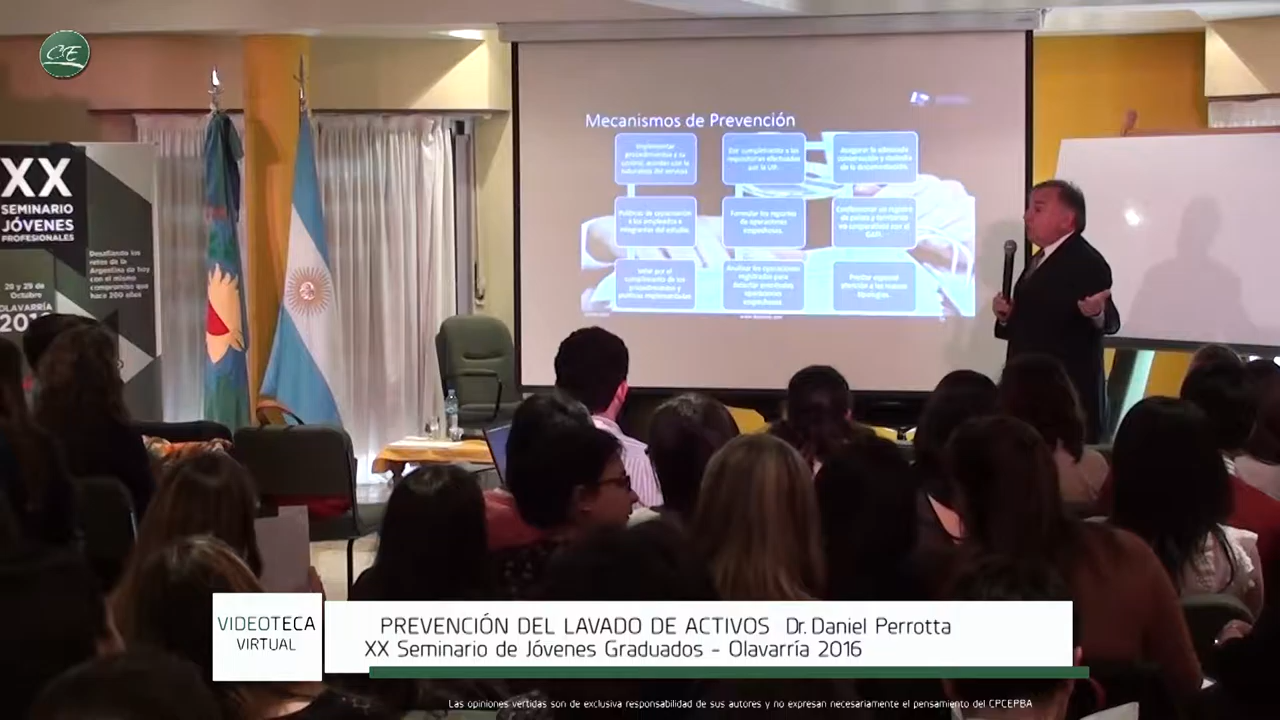 CE
XX
SEMINARIO
JÓVENES
PROFESIONALES
Desafiando los
retos de la
Argentina de hoy
con el mismo
compromiso que
hace 200 años
28 y 29 de
Octubre
OLAVARRÍA
Mecanismos de Prevención
Implementar
procedimientos y su
control, acordes con la
naturaleza del servicio
Dar cumplimiento a los
requisitorias efectuadas
por la UIF.
Asegurar la adecuada
conservación y custodia
de la documentación.
Políticas de capacitación
a los empleados e
integrantes del estudio.
Formular los reportes
de operaciones
sospechosas.
Confeccionar un registro
de países y territorios
no cooperativos con el
GAFI.
Velar por el
cumplimiento de los
procedimientos y
políticas implementadas
Analizar las operaciones
registradas para
detectar eventuales
operaciones
sospechosas
Prestar especial
atención a las nuevas
tipologías.
VIDEOTECA
VIRTUAL
PREVENCIÓN DEL LAVADO DE ACTIVOS Dr. Daniel Perrotta
XX Seminario de Jóvenes Graduados - Olavarría 2016
Las opiniones vertidas son de exclusiva responsabilidad de sus autores y no expresan necesariamente el pensamiento del CPCEPBA